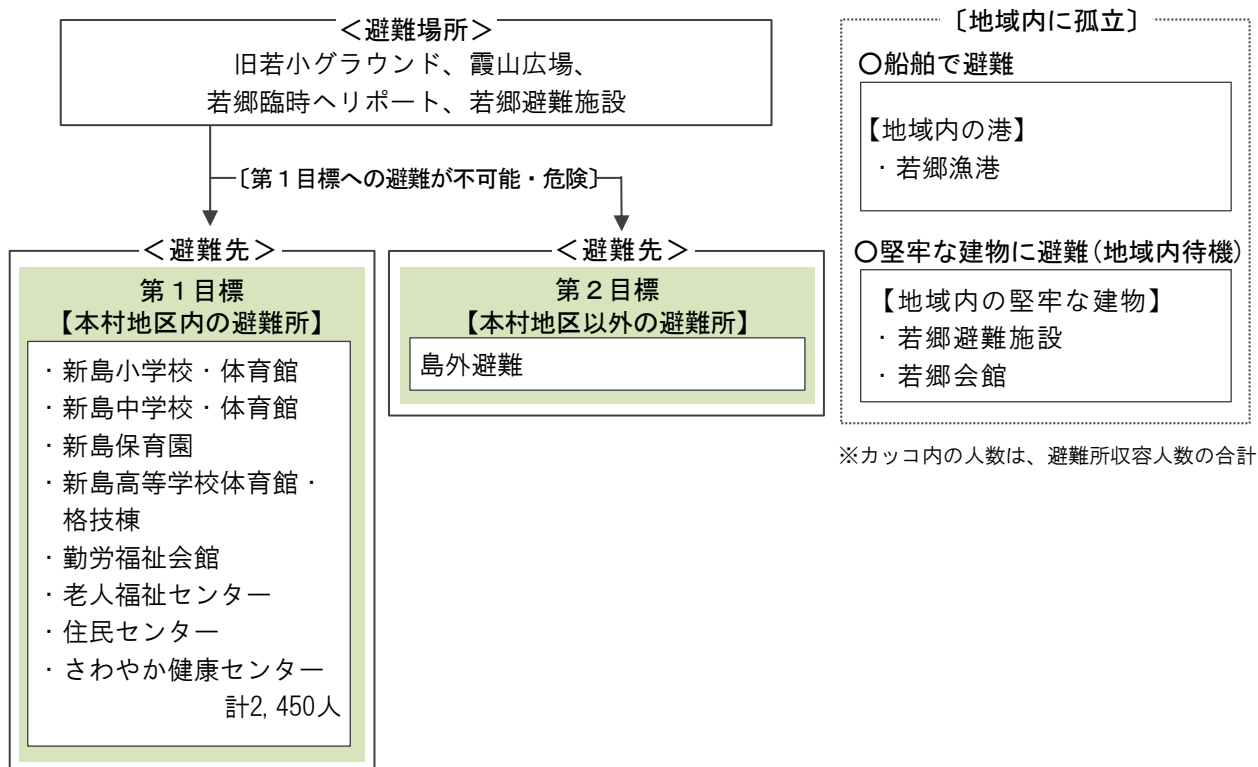 ＜避難場所＞
旧若小グラウンド、霞山広場、
若郷臨時ヘリポート、若郷避難施設
〔第１目標への避難が不可能・危険〕
＜避難先＞
第１目標
【本村地区内の避難所】
・新島小学校・体育館
・新島中学校・体育館
・新島保育園
・新島高等学校体育館・
格技棟
・勤労福祉会館
・老人福祉センター
・住民センター
・さわやか健康センター
計2,450人
＜避難先＞
第２目標
【本村地区以外の避難所】
島外避難
〔地域内に孤立〕
〇船舶で避難
【地域内の港】
・若郷漁港
〇堅牢な建物に避難(地域内待機)
【地域内の堅牢な建物】
・若郷避難施設
・若郷会館
※カッコ内の人数は、避難所収容人数の合計